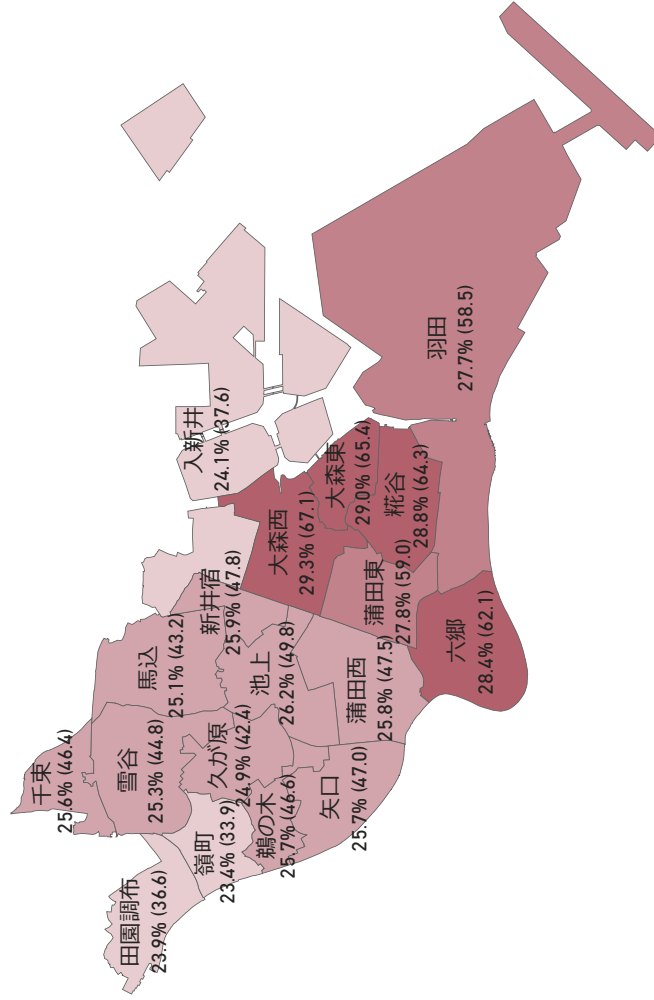 千束
25.6% (46.4)
雪谷
25.3% (44.8)
馬込
25.1% (43.2)
田園調布
23.9% (36.6)
嶺町
23.4% (33.9)
久が原
24.9% (42.4)
鵜の木
25.7% (46.6)
池上
26.2% (49.8)
新井宿
25.9% (47.8)
入新井
24.1% (37.6)
大森西
29.3% (67.1)
大森東
29.0% (65.4)
糀谷
28.8% (64.3)
蒲田東
27.8% (59.0)
蒲田西
25.8% (47.5)
矢口
25.7% (47.0)
六郷
28.4% (62.1)
羽田
27.7% (58.5)